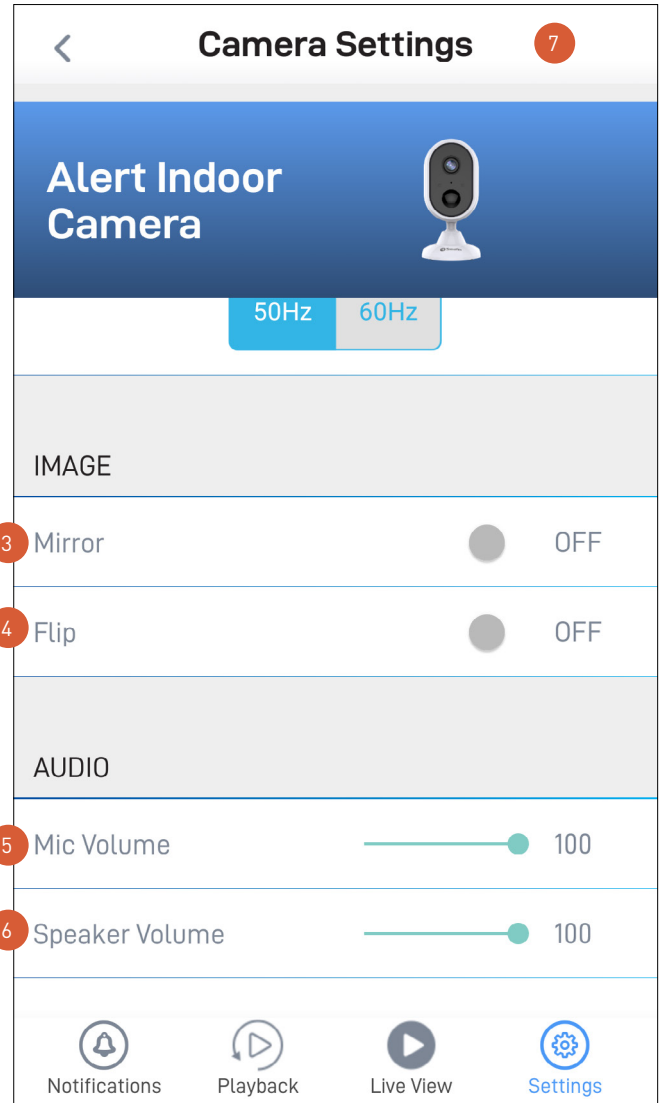 Camera Settings 7
Alert Indoor
Camera
50Hz 60Hz
IMAGE
3 Mirror OFF
4 Flip OFF
AUDIO
5 Mic Volume 100
6 Speaker Volume 100
Notifications Playback Live View Settings